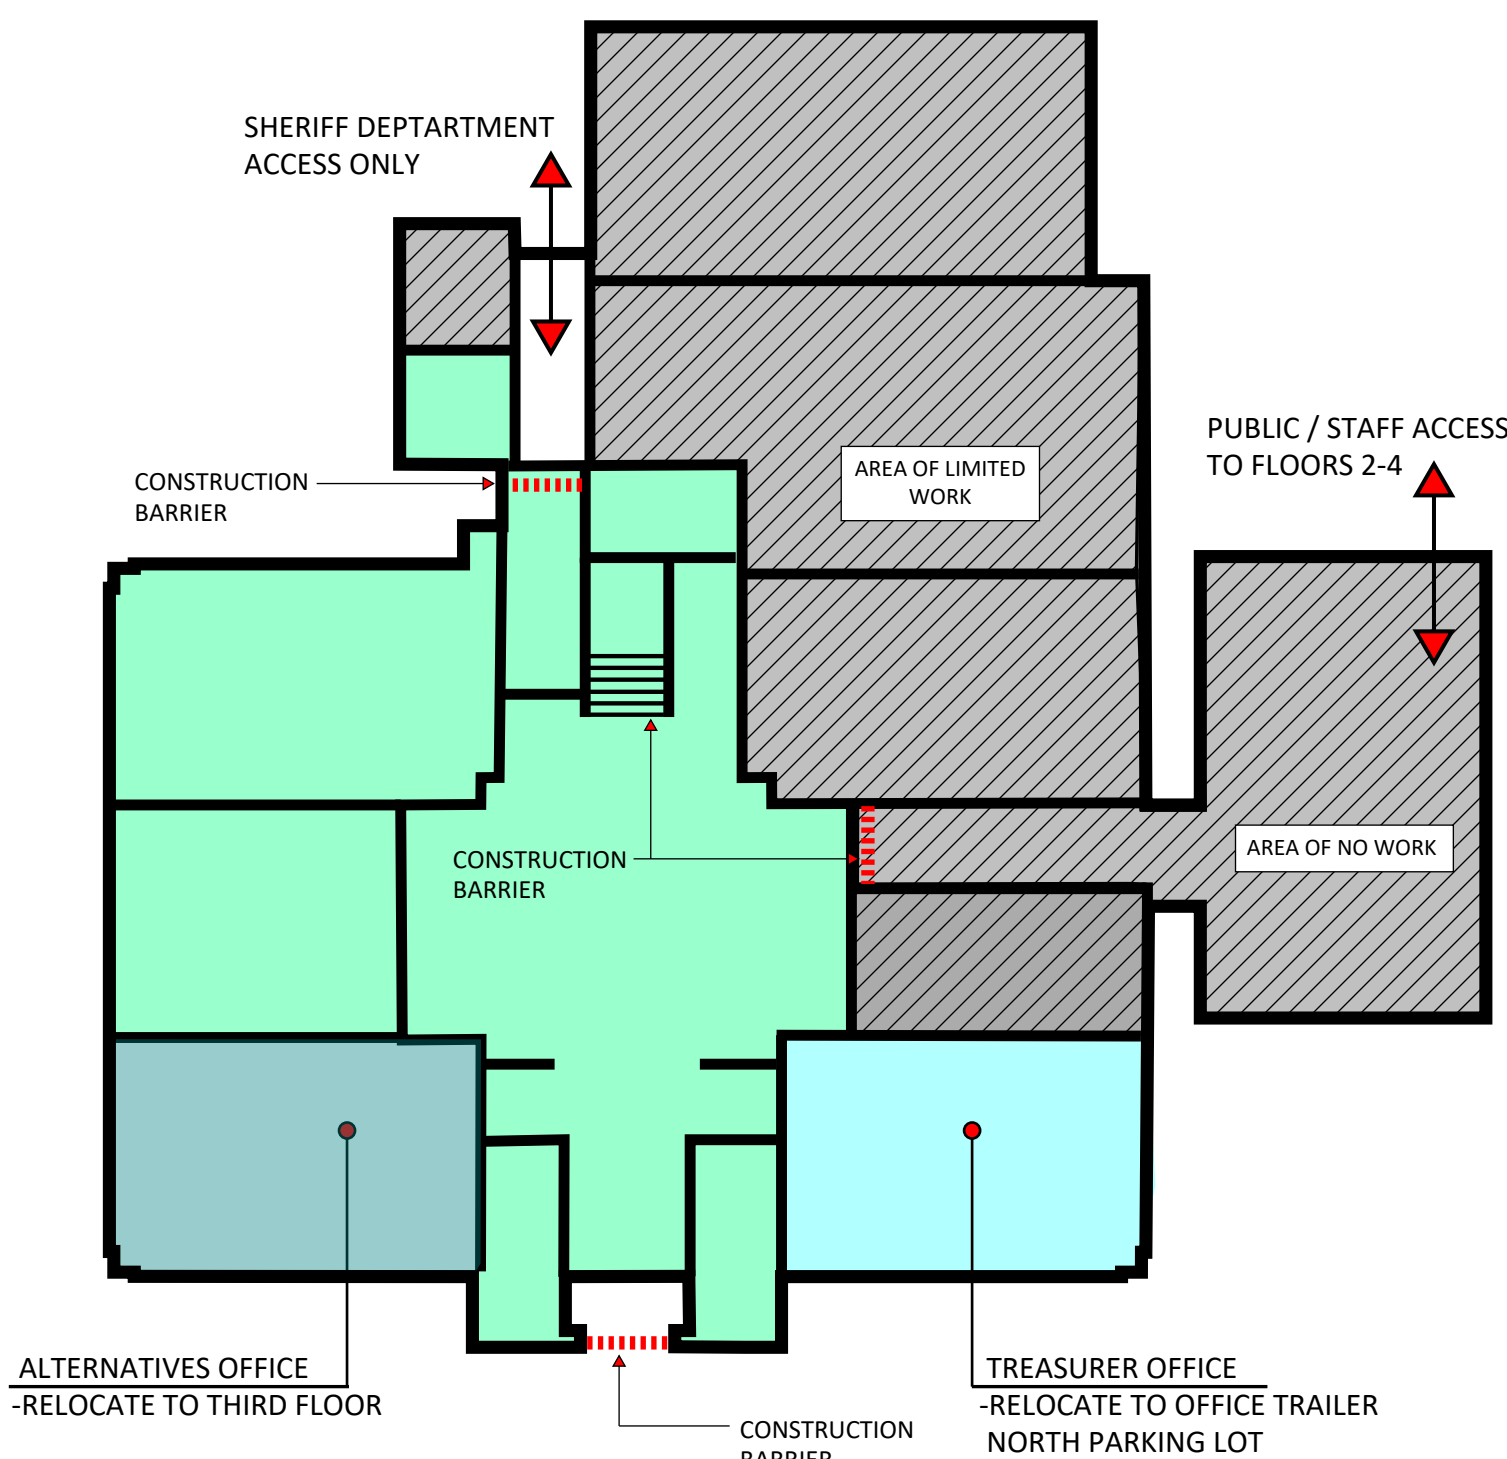 SHERIFF DEPTARTMENT
ACCESS ONLY
PUBLIC / STAFF ACCESS
TO FLOORS 2-4
AREA OF LIMITED
WORK
CONSTRUCTION
BARRIER
AREA OF NO WORK
CONSTRUCTION
BARRIER
ALTERNATIVES OFFICE
-RELOCATE TO THIRD FLOOR
TREASURER OFFICE
-RELOCATE TO OFFICE TRAILER
NORTH PARKING LOT
CONSTRUCTION
BARRIER